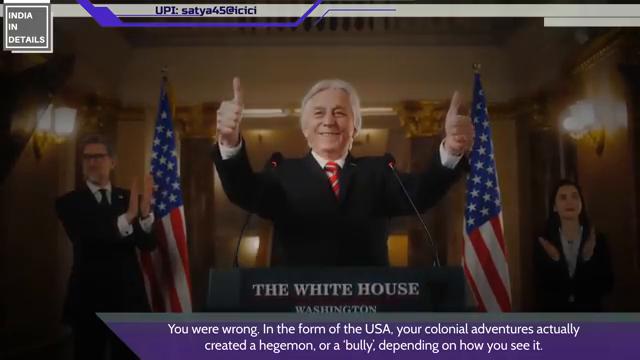 INDIA
IN
DETAILS
UPI: satya45@icici
THE WHITE HOUSE
WASHINGTON
You were wrong. In the form of the USA, your colonial adventures actually
created a hegemon, or a 'bully', depending on how you see it.